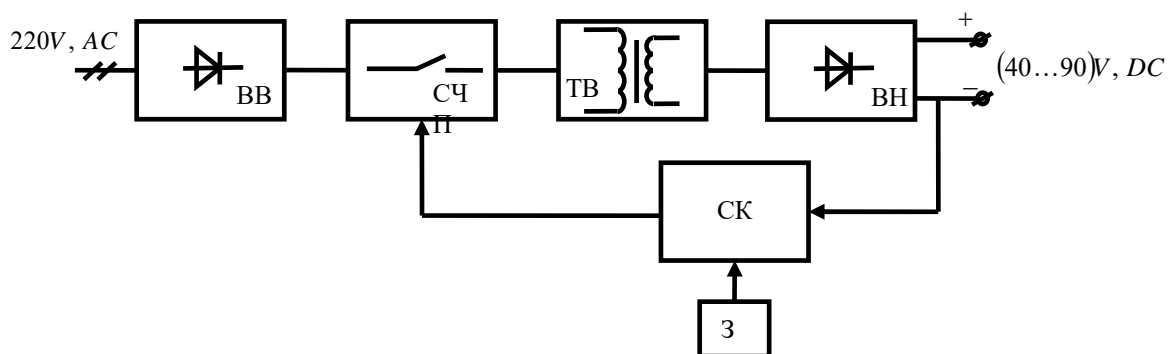 220V, AC
ВВ
СЧ
П
ТВ
ВН
+
−
(40...90)V, DC
СК
З